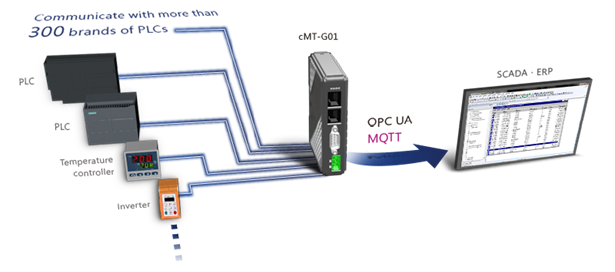 Communicate with more than
300 brands of PLCs
cMT-G01
SCADA · ERP
PLC
PLC
OPC UA
MQTT
Temperature
controller
Inverter